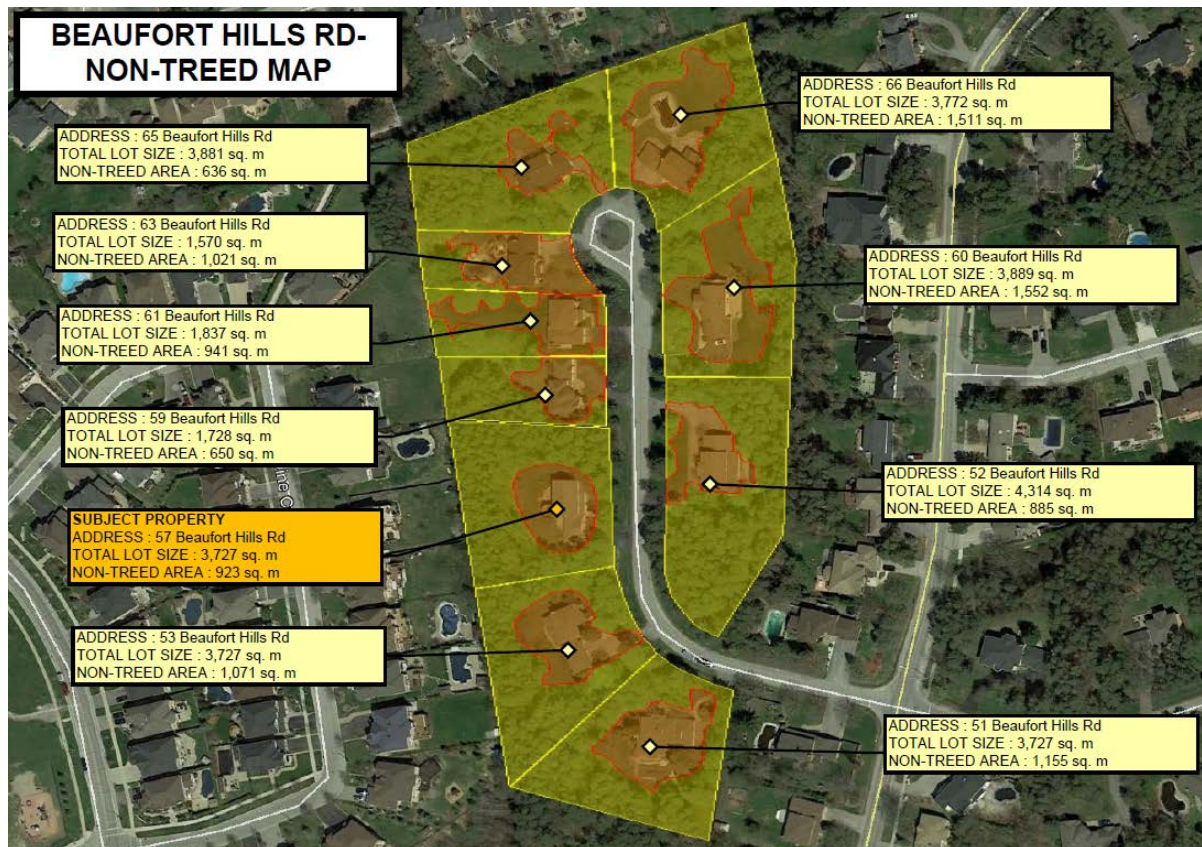 BEAUFORT HILLS RD-
NON-TREED MAP
ADDRESS : 65 Beaufort Hills Rd
TOTAL LOT SIZE : 3,881 sq. m
NON-TREED AREA : 636 sq. m
ADDRESS : 63 Beaufort Hills Rd
TOTAL LOT SIZE : 1,570 sq. m
NON-TREED AREA : 1,021 sq. m
ADDRESS : 61 Beaufort Hills Rd
TOTAL LOT SIZE : 1,837 sq. m
NON-TREED AREA : 941 sq. m
ADDRESS : 59 Beaufort Hills Rd
TOTAL LOT SIZE : 1,728 sq. m
NON-TREED AREA : 650 sq. m
SUBJECT PROPERTY
ADDRESS : 57 Beaufort Hills Rd
TOTAL LOT SIZE : 3,727 sq. m
NON-TREED AREA : 923 sq. m
ADDRESS : 53 Beaufort Hills Rd
TOTAL LOT SIZE : 3,727 sq. m
NON-TREED AREA : 1,071 sq. m
ADDRESS : 66 Beaufort Hills Rd
TOTAL LOT SIZE : 3,772 sq. m
NON-TREED AREA : 1,511 sq. m
ADDRESS : 60 Beaufort Hills Rd
TOTAL LOT SIZE : 3,889 sq. m
NON-TREED AREA : 1,552 sq. m
ADDRESS : 52 Beaufort Hills Rd
TOTAL LOT SIZE : 4,314 sq. m
NON-TREED AREA : 885 sq. m
ADDRESS : 51 Beaufort Hills Rd
TOTAL LOT SIZE : 3,727 sq. m
NON-TREED AREA : 1,155 sq. m